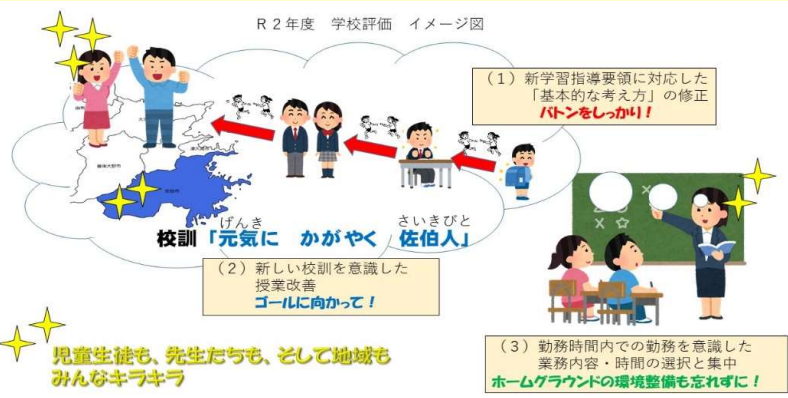 R2年度 学校評価 イメージ図
(1)新学習指導要領に対応した
「基本的な考え方」の修正
バトンをしっかり!
げんき さいきびと
校訓「元気に かがやく 佐伯人」
(2)新しい校訓を意識した
授業改善
ゴールに向かって!
(3)勤務時間内での勤務を意識した
業務内容・時間の選択と集中
ホームグラウンドの環境整備も忘れずに!
児童生徒も、先生たちも、そして地域も
みんなキラキラ